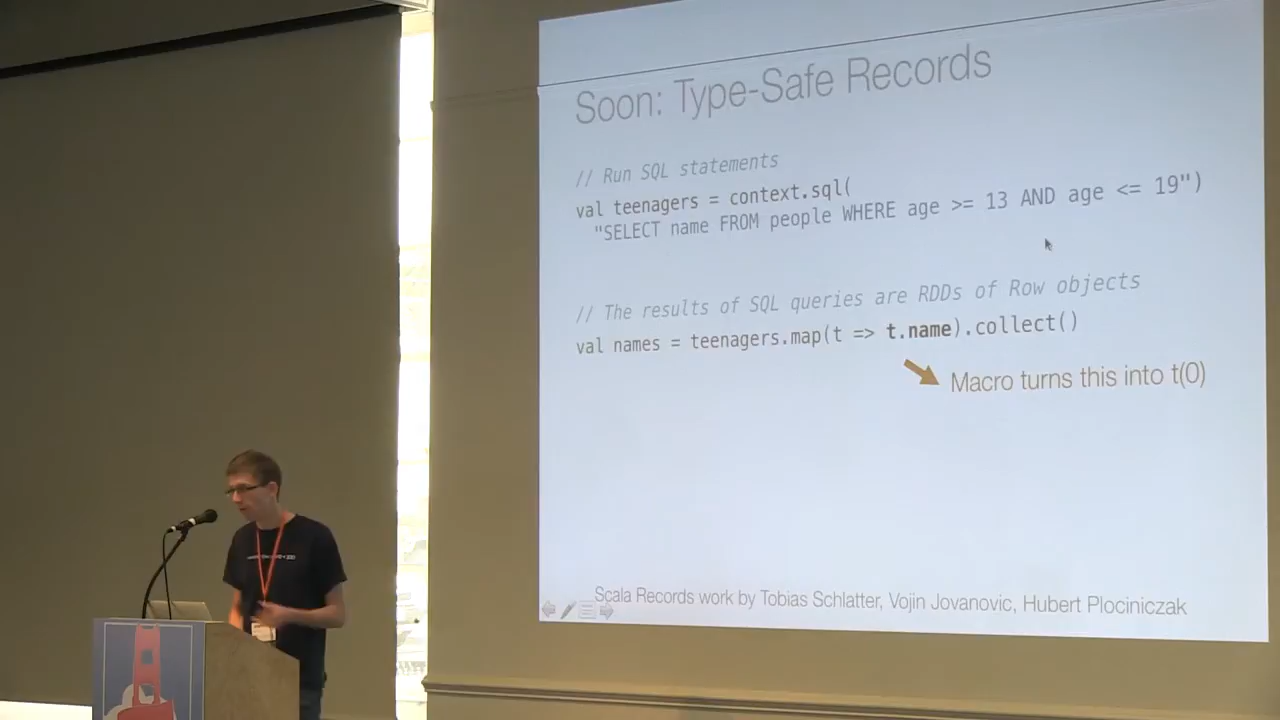 Soon: Type-Safe Records
// Run SQL statements
val teenagers = context.sql(
"SELECT name FROM people WHERE age >= 13 AND age <= 19")
// The results of SQL queries are RDDs of Row objects
val names = teenagers.map(t => t.name).collect()
Macro turns this into t(0)
Scala Records work by Tobias Schlatter, Vojin Jovanovic, Hubert Plociniczak